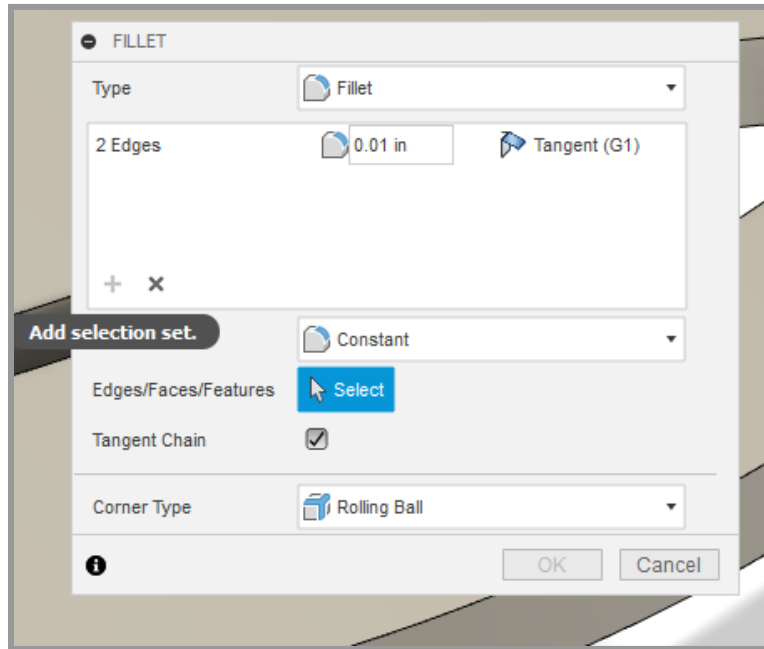 FILLET
Type Fillet
2 Edges 0.01 in Tangent (G1)
Add selection set.
Constant
Edges/Faces/Features Select
Tangent Chain
Corner Type Rolling Ball
OK Cancel